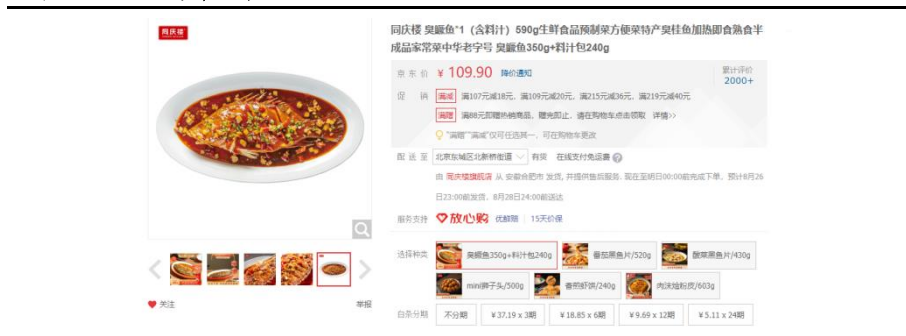 同庆楼
同庆楼 臭鳜鱼*1（含料汁）590g生鲜食品预制菜方便菜特产臭桂鱼加热即食熟食半
成品家常菜中华老字号 臭鳜鱼350g+料汁包240g
京 东 价 ¥ 109.90 降价通知
累计评价
2000+
促 销 满减 满107元减18元，满109元减20元，满215元减36元，满219元减40元
满赠 满88元即赠热销商品，赠完即止，请在购物车点击领取 详情>>
"满赠""满减"仅可任选其一，可在购物车更改
配 送 至 北京东城区北新桥街道 有货 在线支付免运费
由 同庆楼旗舰店 从 安徽合肥市 发货, 并提供售后服务. 现在至明日00:00前完成下单，预计8月26
日23:00前发货，8月28日24:00前送达
服务支持 放心购 优鲜赔 15天价保
选择种类 臭鳜鱼350g+料汁包240g 番茄黑鱼片/520g 酸菜黑鱼片/430g
mini狮子头/500g 香煎虾饼/240g 肉沫烩粉皮/603g
关注 举报
白条分期 不分期 ¥37.19 x 3期 ¥18.85 x 6期 ¥9.69 x 12期 ¥5.11 x 24期